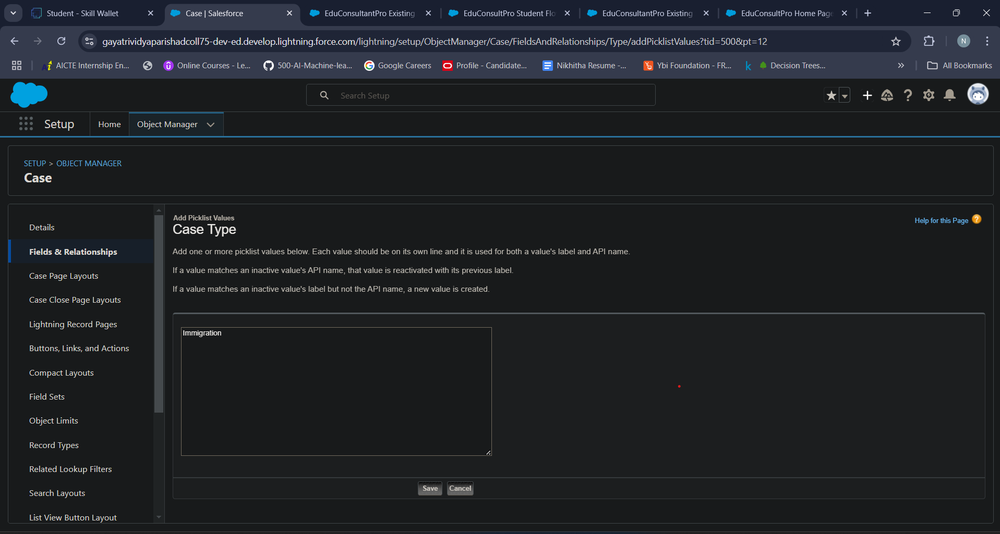 Student - Skill Wallet
Case | Salesforce
EduConsultantPro Existing
EduConsultPro Student Flo
EduConsultantPro Existing
EduConsultPro Home Page
gayatrividyaparishadcoll75-dev-ed.develop.lightning.force.com/lightning/setup/ObjectManager/Case/FieldsAndRelationships/Type/addPicklistValues?tid=500&pt=12
N
AICTE Internship En...
Online Courses - Le...
500-AI-Machine-lea...
Google Careers
Profile - Candidate...
Nikhitha Resume -...
Ybi Foundation - FR...
k
Decision Trees...
All Bookmarks
Search Setup
Setup
Home
Object Manager
SETUP > OBJECT MANAGER
Case
Details
Fields & Relationships
Case Page Layouts
Case Close Page Layouts
Lightning Record Pages
Buttons, Links, and Actions
Compact Layouts
Field Sets
Object Limits
Record Types
Related Lookup Filters
Search Layouts
List View Button Layout
Add Picklist Values
Case Type
Help for this Page
Add one or more picklist values below. Each value should be on its own line and it is used for both a value's label and API name.
If a value matches an inactive value's API name, that value is reactivated with its previous label.
If a value matches an inactive value's label but not the API name, a new value is created.
Immigration
Save
Cancel